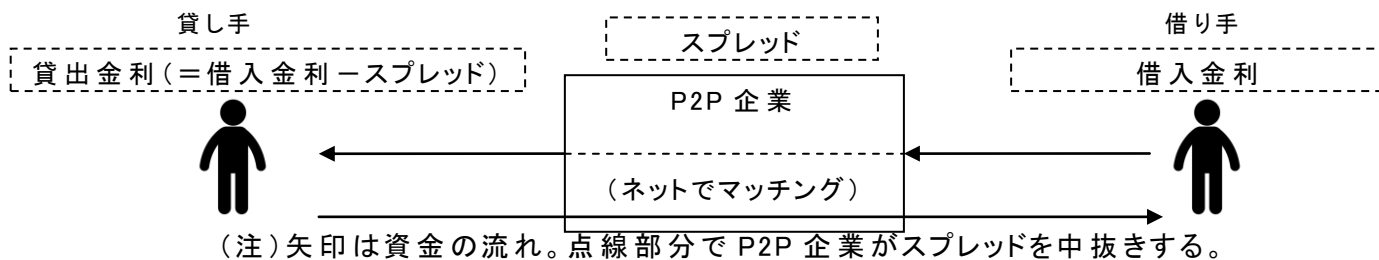 貸し手
スプレッド
借り手
貸出金利(=借入金利-スプレッド)
借入金利
P2P 企業
(ネットでマッチング)
(注)矢印は資金の流れ。点線部分で P2P 企業がスプレッドを中抜きする。